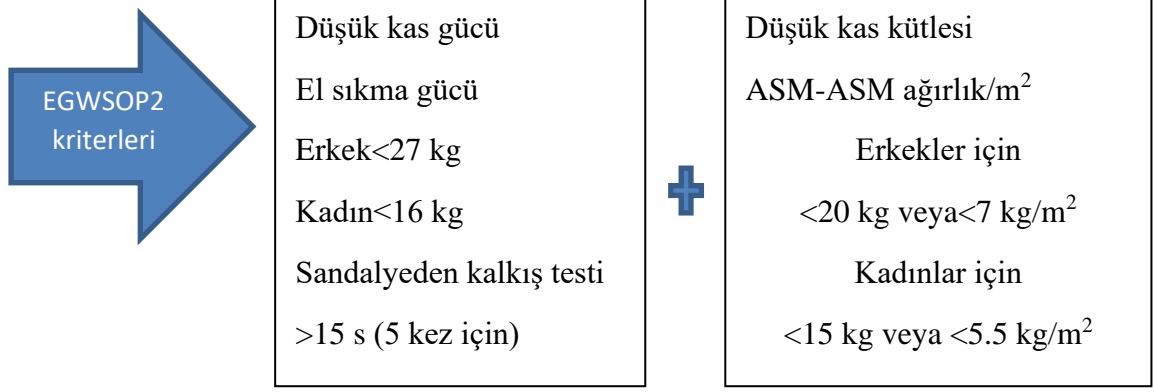 EGWSOP2
kriterleri
Düşük kas gücü
El sıkma gücü
Erkek<27 kg
Kadın<16 kg
Sandalyeden kalkış testi
>15 s (5 kez için)
Düşük kas kütlesi
ASM-ASM ağırlık/m²
Erkekler için
<20 kg veya<7 kg/m²
Kadınlar için
<15 kg veya <5.5 kg/m²